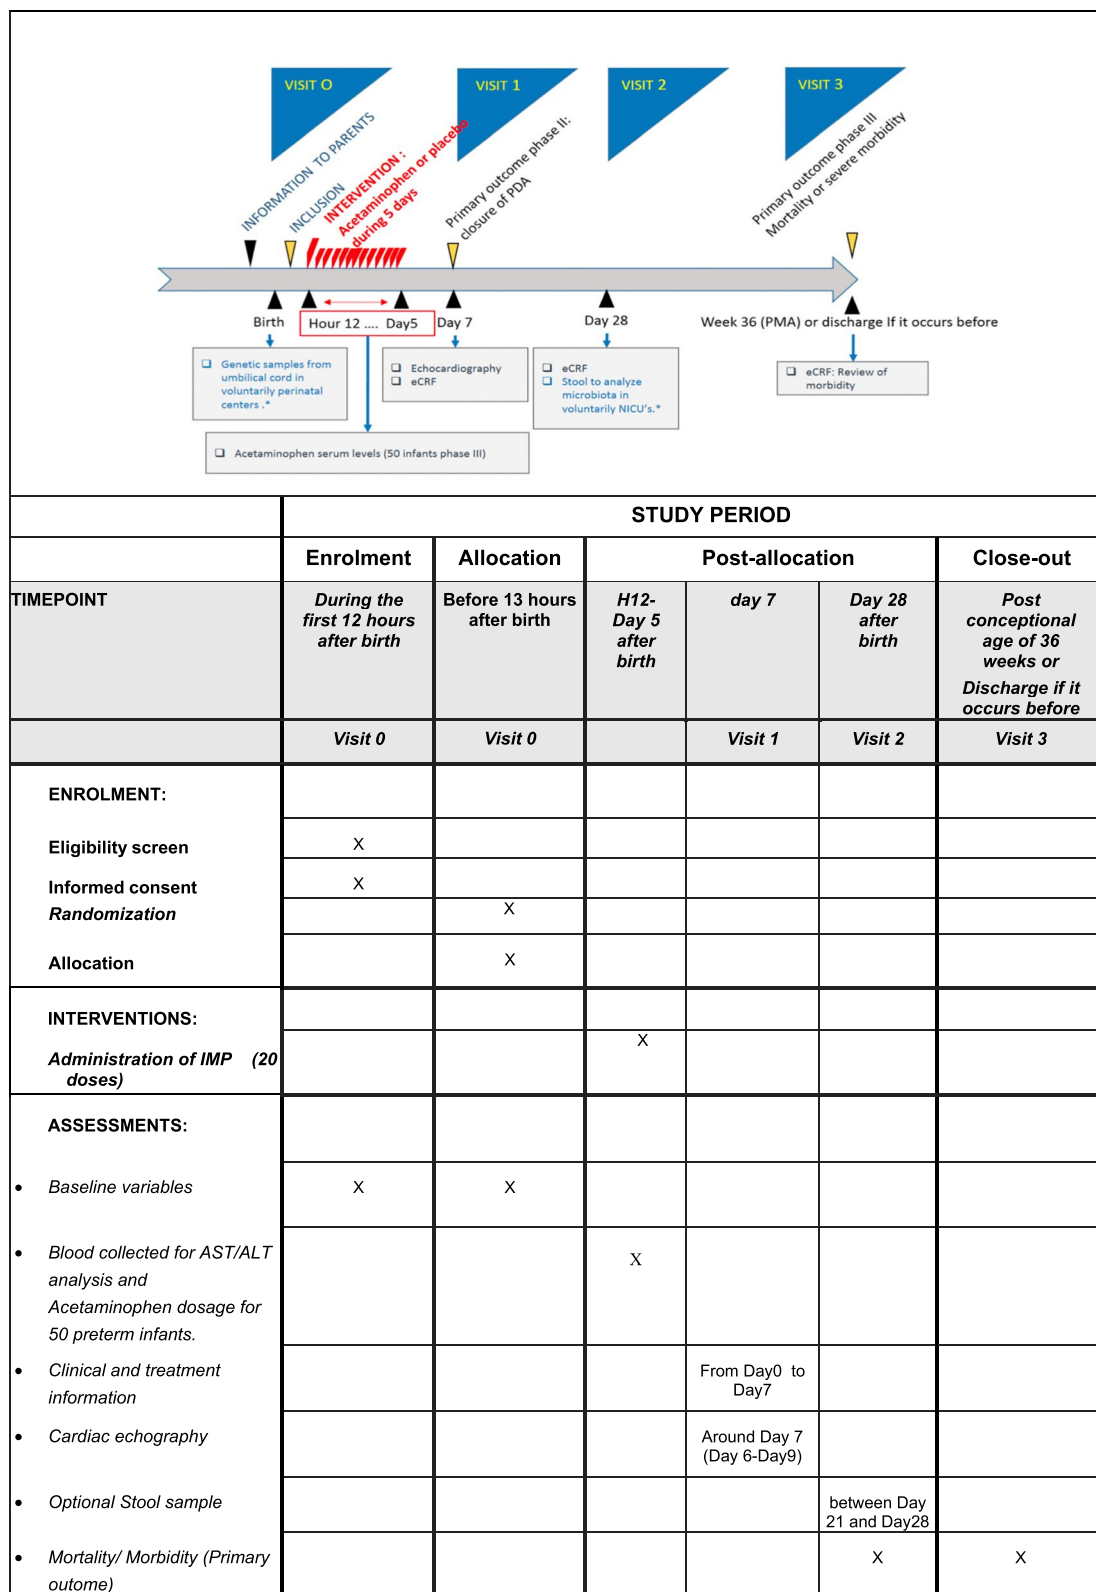 VISIT O
VISIT 1
VISIT 2
VISIT 3
INFORMATION TO PARENTS
INCLUSION
INTERVENTION :
Acetaminophen or placebo
during 5 days
Primary outcome phase II:
closure of PDA
Primary outcome phase III
Mortality or severe morbidity
Birth
Hour 12 .... Day5
Day 7
Day 28
Week 36 (PMA) or discharge If it occurs before
❑ Genetic samples from
umbilical cord in
voluntarily perinatal
centers .*
❑ Echocardiography
❑ eCRF
❑ eCRF
❑ Stool to analyze
microbiota in
voluntarily NICU's.*
❑ eCRF: Review of
morbidity
❑ Acetaminophen serum levels (50 infants phase III)
STUDY PERIOD
Enrolment Allocation Post-allocation Close-out
TIMEPOINT
During the
first 12 hours
after birth
Before 13 hours
after birth
H12-
Day 5
after
birth
day 7
Day 28
after
birth
Post
conceptional
age of 36
weeks or
Discharge if it
occurs before
Visit 0 Visit 0 Visit 1 Visit 2 Visit 3
ENROLMENT:
Eligibility screen X
Informed consent X
Randomization X
Allocation X
INTERVENTIONS:
Administration of IMP (20
doses)
X
ASSESSMENTS:
• Baseline variables X X
• Blood collected for AST/ALT
analysis and
Acetaminophen dosage for
50 preterm infants.
X
• Clinical and treatment
information
From Day0 to
Day7
• Cardiac echography
Around Day 7
(Day 6-Day9)
• Optional Stool sample
between Day
21 and Day28
• Mortality/ Morbidity (Primary
outome)
X X